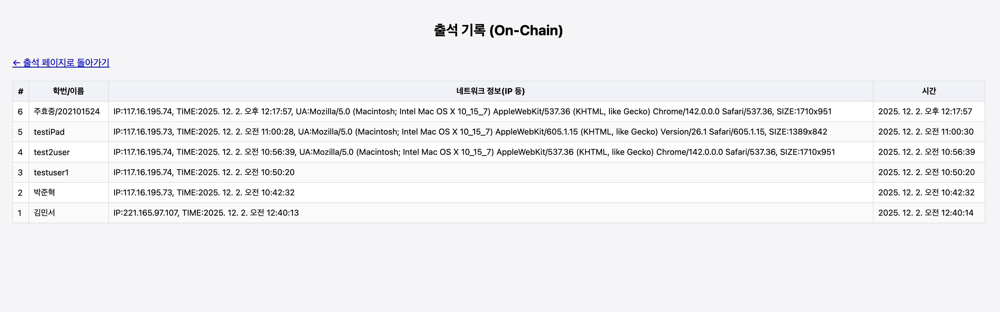 출석 기록 (On-Chain)
← 출석 페이지로 돌아가기
# 학번/이름 네트워크 정보(IP 등) 시간
6 주효중/202101524 IP:117.16.195.74, TIME:2025. 12. 2. 오후 12:17:57, UA:Mozilla/5.0 (Macintosh; Intel Mac OS X 10_15_7) AppleWebKit/537.36 (KHTML, like Gecko) Chrome/142.0.0.0 Safari/537.36, SIZE:1710x951 2025. 12. 2. 오후 12:17:57
5 testiPad IP:117.16.195.73, TIME:2025. 12. 2. 오전 11:00:28, UA:Mozilla/5.0 (Macintosh; Intel Mac OS X 10_15_7) AppleWebKit/605.1.15 (KHTML, like Gecko) Version/26.1 Safari/605.1.15, SIZE:1389x842 2025. 12. 2. 오전 11:00:30
4 test2user IP:117.16.195.74, TIME:2025. 12. 2. 오전 10:56:39, UA:Mozilla/5.0 (Macintosh; Intel Mac OS X 10_15_7) AppleWebKit/537.36 (KHTML, like Gecko) Chrome/142.0.0.0 Safari/537.36, SIZE:1710x951 2025. 12. 2. 오전 10:56:39
3 testuser1 IP:117.16.195.74, TIME:2025. 12. 2. 오전 10:50:20 2025. 12. 2. 오전 10:50:20
2 박준혁 IP:117.16.195.73, TIME:2025. 12. 2. 오전 10:42:32 2025. 12. 2. 오전 10:42:32
1 김민서 IP:221.165.97.107, TIME:2025. 12. 2. 오전 12:40:13 2025. 12. 2. 오전 12:40:14